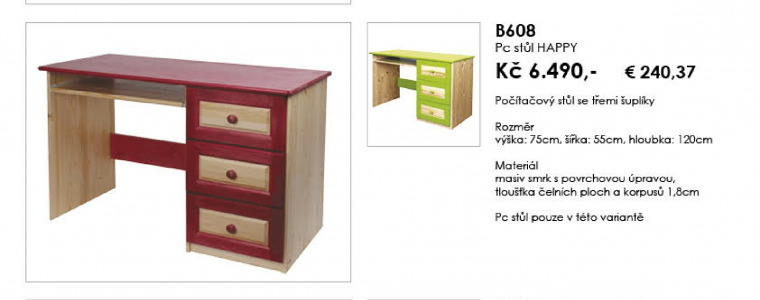 B608
Pc stůl HAPPY
Kč 6.490,- € 240,37
Počítačový stůl se třemi šuplíky
Rozměr
výška: 75cm, šířka: 55cm, hloubka: 120cm
Materiál
masiv smrk s povrchovou úpravou,
tloušťka čelních ploch a korpusů 1,8cm
Pc stůl pouze v této variantě